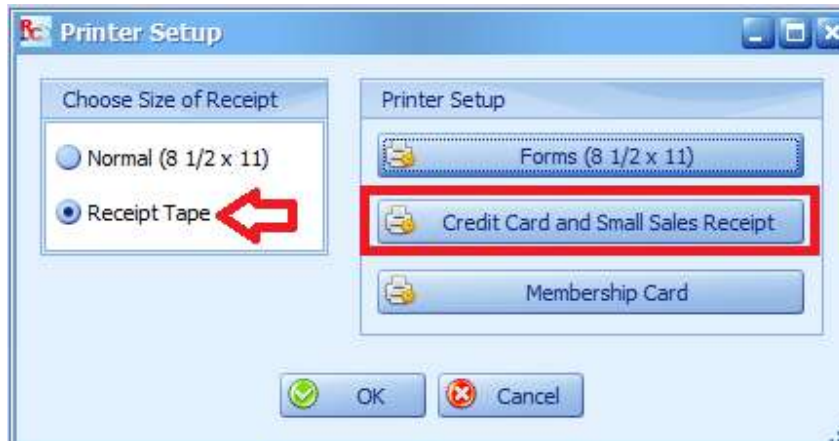 Rc Printer Setup
Choose Size of Receipt
Normal (8 1/2 x 11)
Receipt Tape
Printer Setup
Forms (8 1/2 x 11)
Credit Card and Small Sales Receipt
Membership Card
OK
Cancel